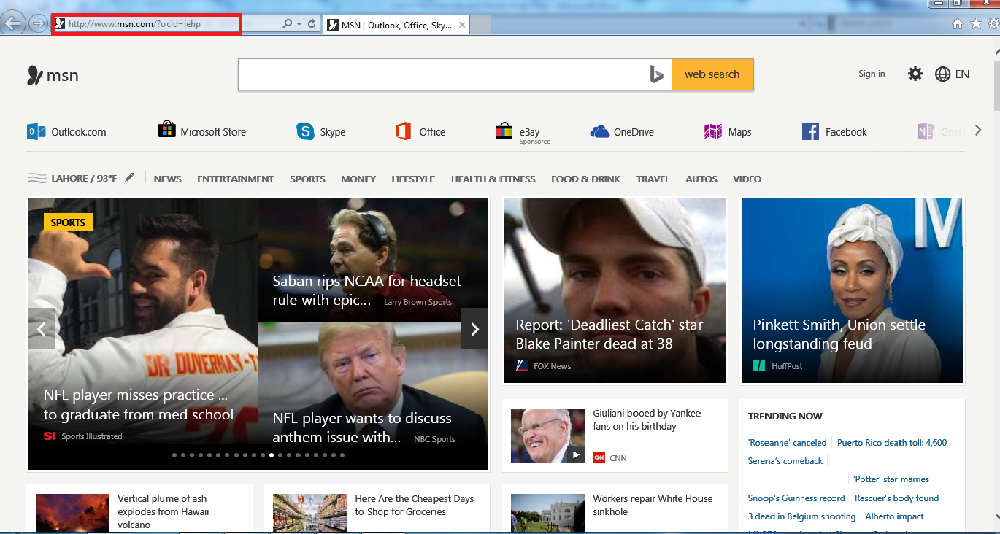 http://www.msn.com/?ocid=iehp
MSN | Outlook, Office, Sky...
msn
web search
Sign in
EN
Outlook.com
Microsoft Store
Skype
Office
eBay
Sponsored
OneDrive
Maps
Facebook
LAHORE / 93°F
NEWS
ENTERTAINMENT
SPORTS
MONEY
LIFESTYLE
HEALTH & FITNESS
FOOD & DRINK
TRAVEL
AUTOS
VIDEO
SPORTS
DR DUVERNAY-T
NFL player misses practice ...
to graduate from med school
SI Sports Illustrated
Saban rips NCAA for headset
rule with epic... Larry Brown Sports
NFL player wants to discuss
anthem issue with... NBC Sports
Report: 'Deadliest Catch' star
Blake Painter dead at 38
FOX News
M
Pinkett Smith, Union settle
longstanding feud
HuffPost
Giuliani booed by Yankee
fans on his birthday
CNN CNN
TRENDING NOW
'Roseanne' canceled Puerto Rico death toll: 4,600
Serena's comeback
'Potter' star marries
Snoop's Guinness record Rescuer's body found
3 dead in Belgium shooting Alberto impact
Vertical plume of ash
explodes from Hawaii
volcano
Here Are the Cheapest Days
to Shop for Groceries
Workers repair White House
sinkhole